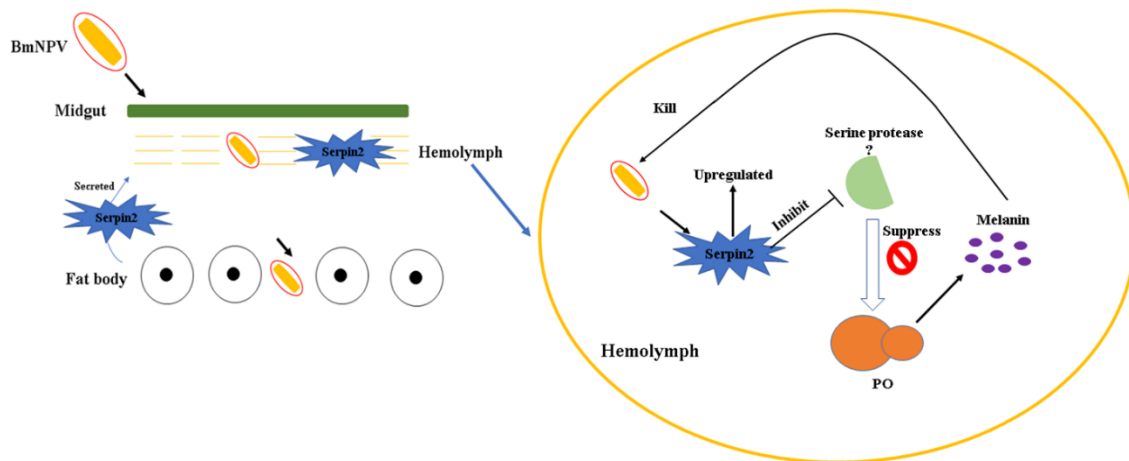 BmNPV
Midgut
Serpin2
Hemolymph
Secreted
Serpin2
Fat body
Kill
Serine protease
?
Upregulated
Inhibit
Serpin2
Suppress
Melanin
Hemolymph
PO